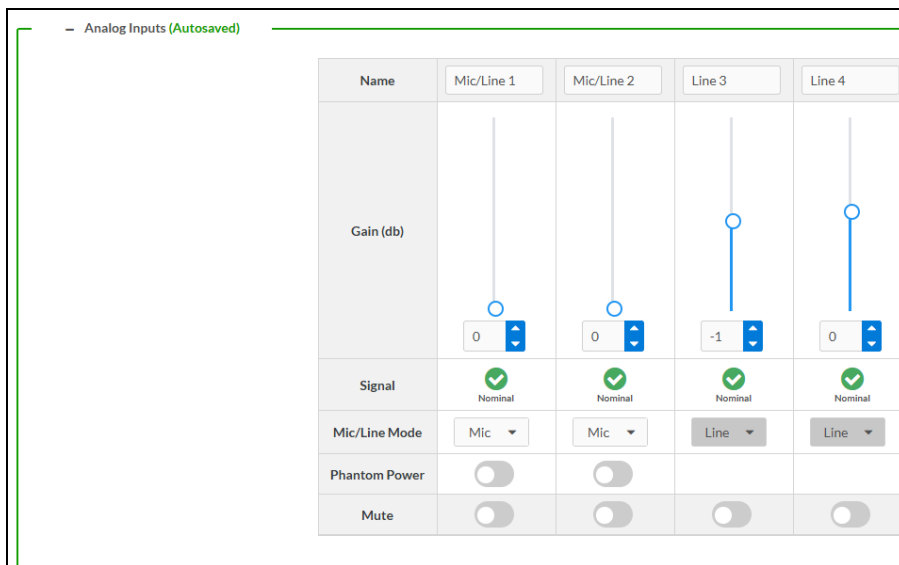 – Analog Inputs (Autosaved)
Name Mic/Line 1 Mic/Line 2 Line 3 Line 4
Gain (db)
0 0 -1 0
Signal Nominal Nominal Nominal Nominal
Mic/Line Mode Mic Mic Line Line
Phantom Power
Mute